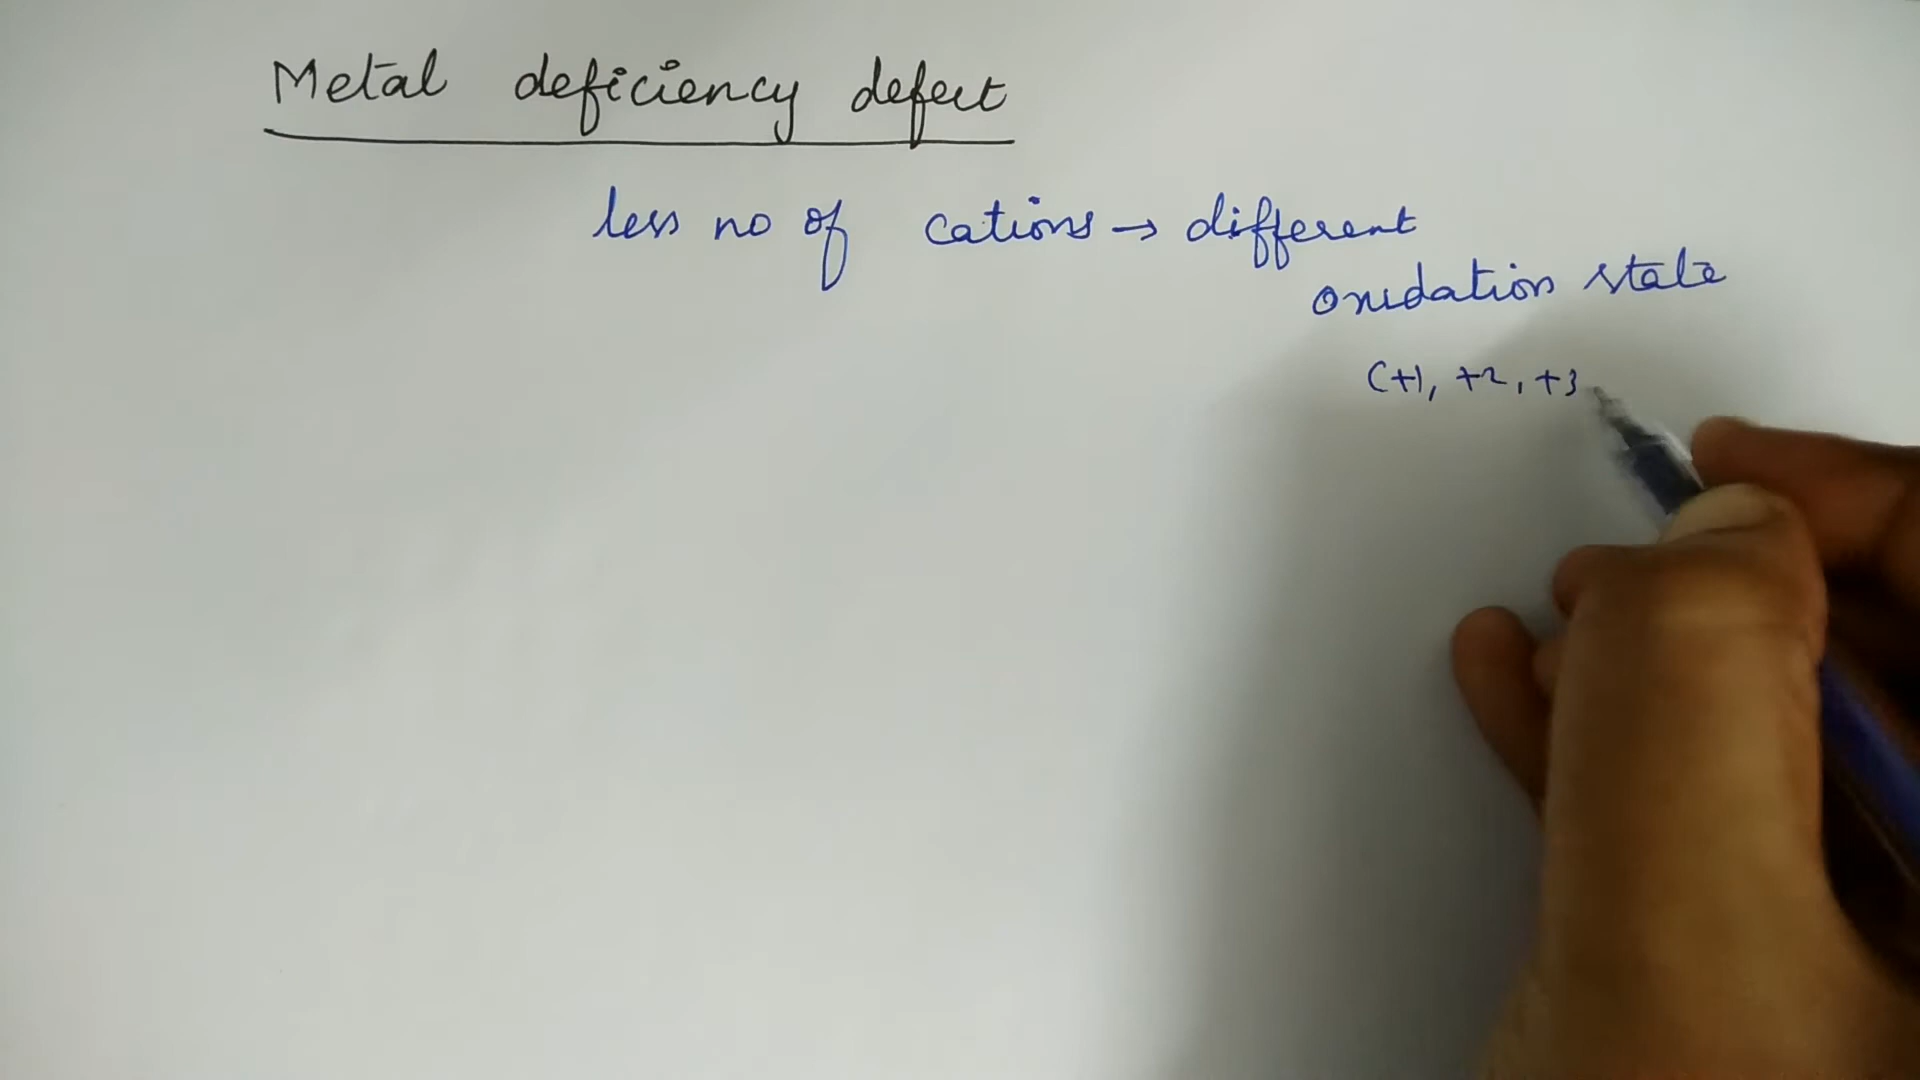 Metal deficiency defect
less no of cations → different
oxidation state
(+1, +2, +3